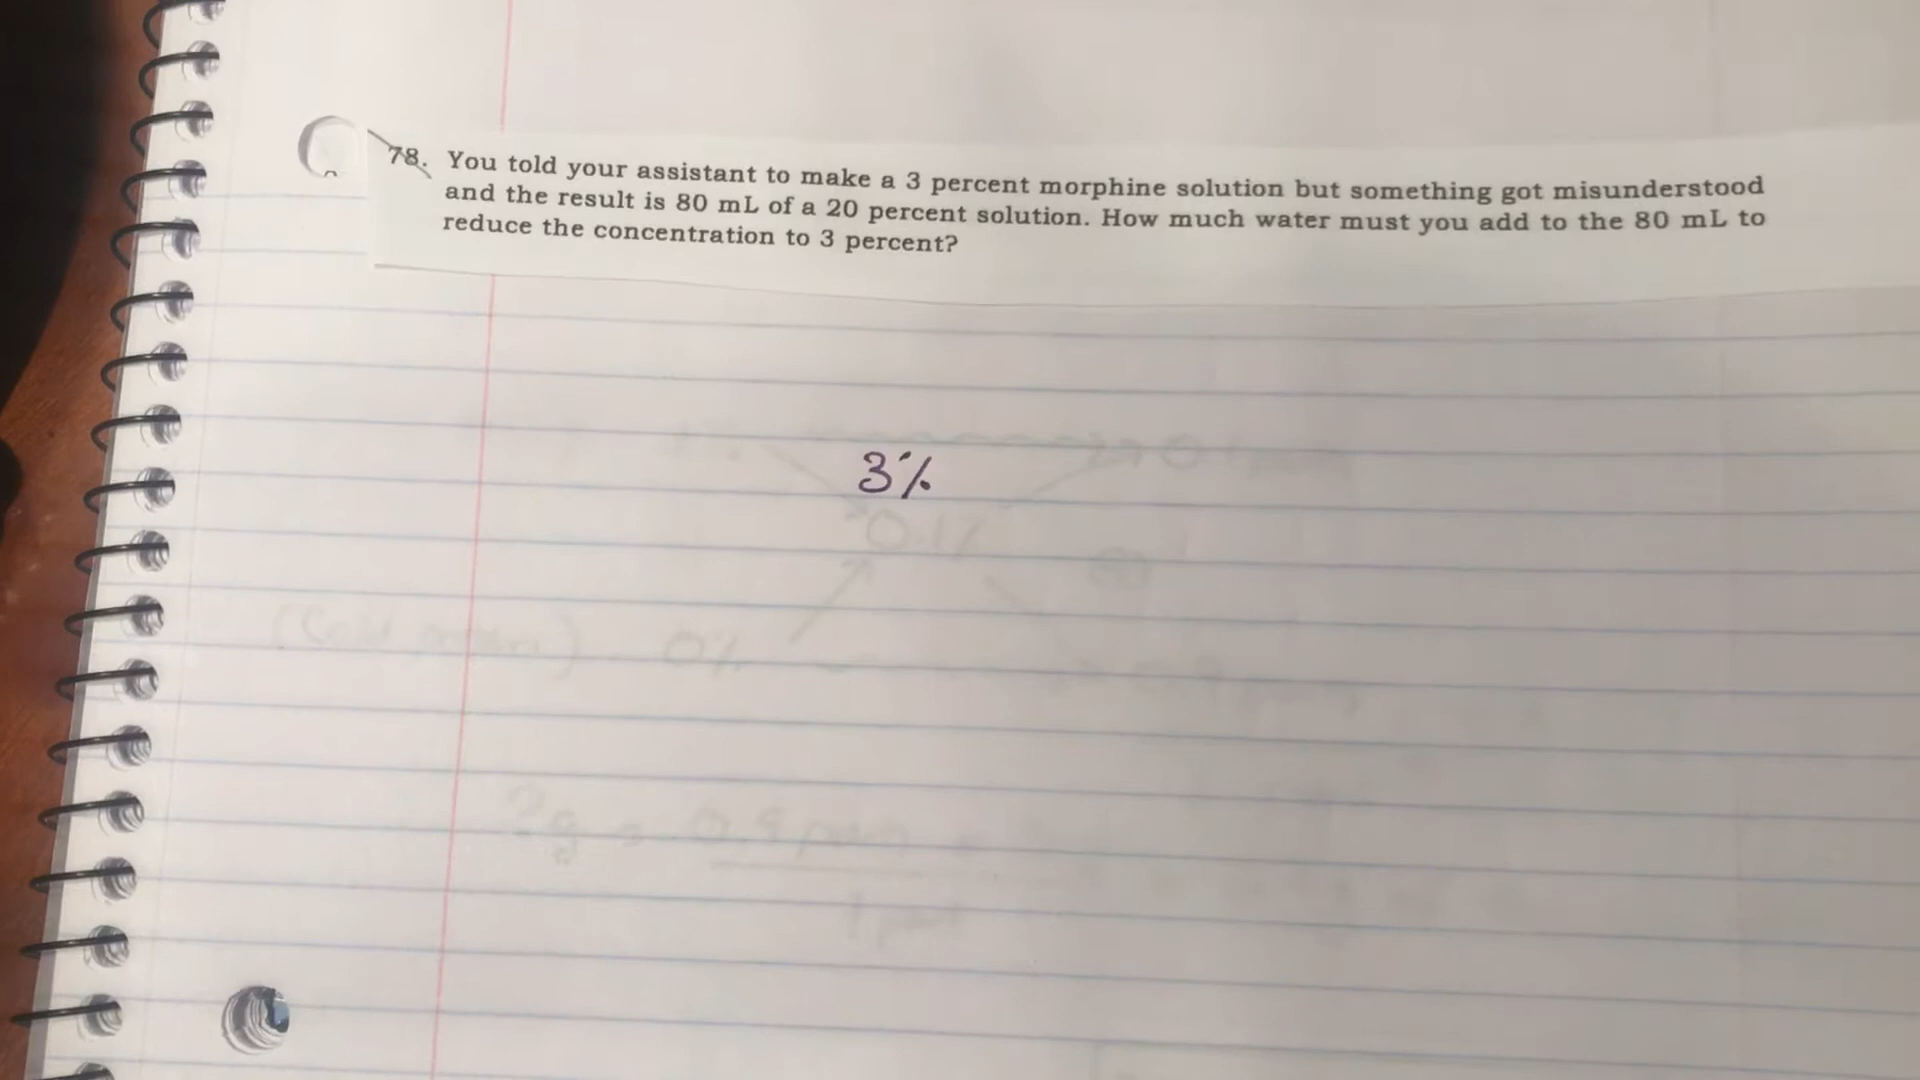 78. You told your assistant to make a 3 percent morphine solution but something got misunderstood
and the result is 80 mL of a 20 percent solution. How much water must you add to the 80 mL to
reduce the concentration to 3 percent?
3%
0%